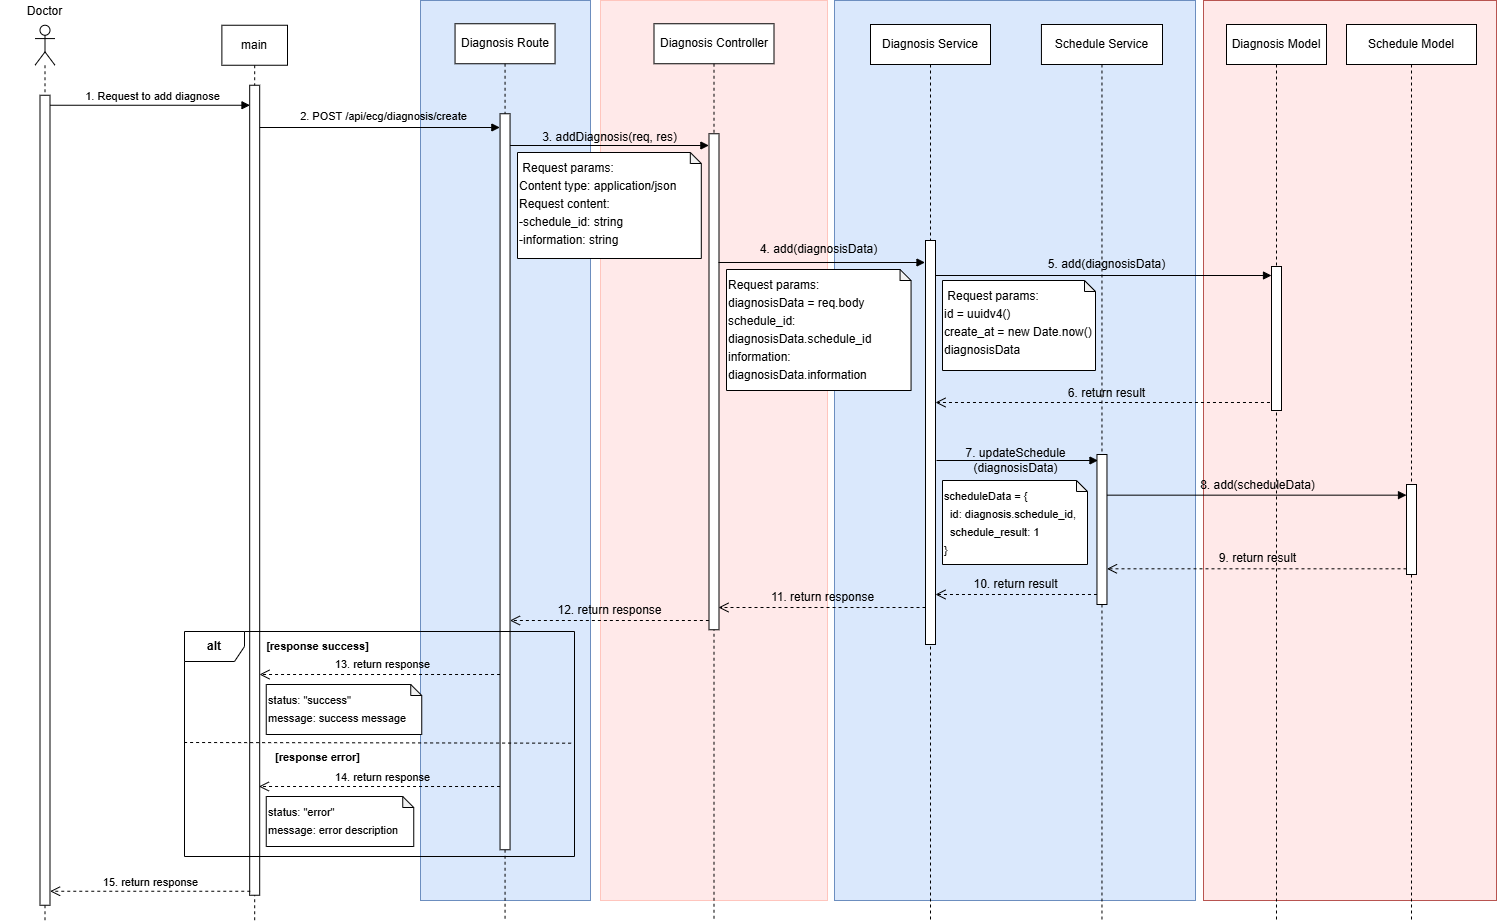 Doctor
main
Diagnosis Route
Diagnosis Controller
Diagnosis Service
Schedule Service
Diagnosis Model
Schedule Model
1. Request to add diagnose
2. POST /api/ecg/diagnosis/create
3. addDiagnosis(req, res)
Request params:
Content type: application/json
Request content:
-schedule_id: string
-information: string
4. add(diagnosisData)
Request params:
diagnosisData = req.body
schedule_id:
diagnosisData.schedule_id
information:
diagnosisData.information
5. add(diagnosisData)
Request params:
id = uuidv4()
create_at = new Date.now()
diagnosisData
6. return result
7. updateSchedule
(diagnosisData)
scheduleData = {
id: diagnosis.schedule_id,
schedule_result: 1
}
8. add(scheduleData)
9. return result
10. return result
11. return response
12. return response
alt
[response success]
13. return response
status: "success"
message: success message
[response error]
14. return response
status: "error"
message: error description
15. return response